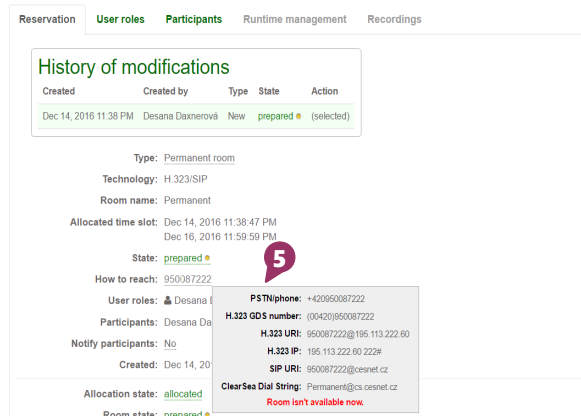 Reservation User roles Participants Runtime management Recordings
History of modifications
Created Created by Type State Action
Dec 14, 2016 11:38 PM Desana Daxnerová New prepared (selected)
Type: Permanent room
Technology: H.323/SIP
Room name: Permanent
Allocated time slot: Dec 14, 2016 11:38:47 PM
Dec 16, 2016 11:59:59 PM
State: prepared
5
How to reach: 950087222
User roles: Desana
Participants: Desana Da
Notify participants: No
Created: Dec 14, 20
Allocation state: allocated
Room state: prepared
PSTN/phone: +420950087222
H.323 GDS number: (00420)950087222
H.323 URI: 950087222@195.113.222.60
H.323 IP: 195.113.222.60 222#
SIP URI: 950087222@cesnet.cz
ClearSea Dial String: Permanent@cs.cesnet.cz
Room isn't available now.